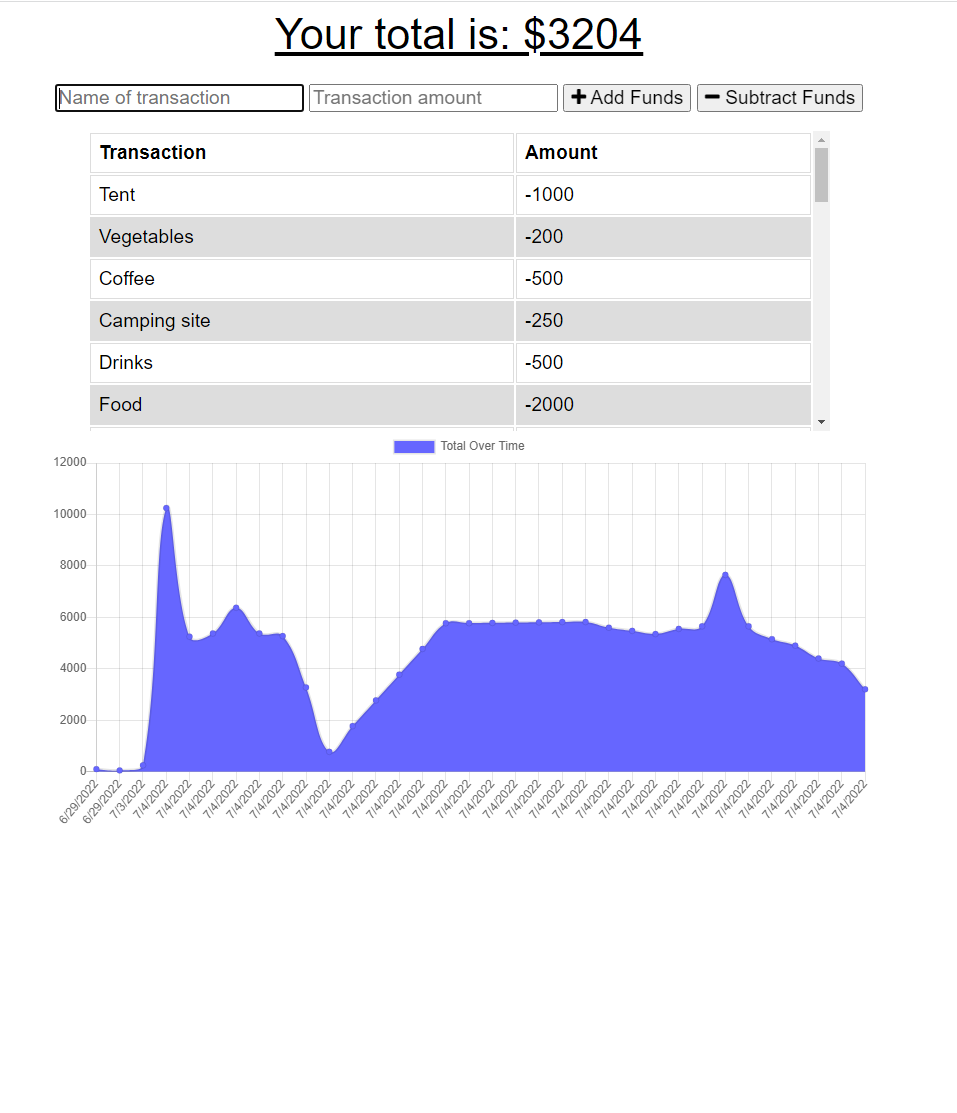 Your total is: $3204
Name of transaction Transaction amount Add Funds Subtract Funds
Transaction Amount
Tent -1000
Vegetables -200
Coffee -500
Camping site -250
Drinks -500
Food -2000
Total Over Time
12000
10000
8000
6000
4000
2000
0
6/29/2022 6/29/2022 7/3/2022 7/4/2022 7/4/2022 7/4/2022 7/4/2022 7/4/2022 7/4/2022 7/4/2022 7/4/2022 7/4/2022 7/4/2022 7/4/2022 7/4/2022 7/4/2022 7/4/2022 7/4/2022 7/4/2022 7/4/2022 7/4/2022 7/4/2022 7/4/2022 7/4/2022 7/4/2022 7/4/2022 7/4/2022 7/4/2022 7/4/2022 7/4/2022 7/4/2022 7/4/2022 7/4/2022 7/4/2022